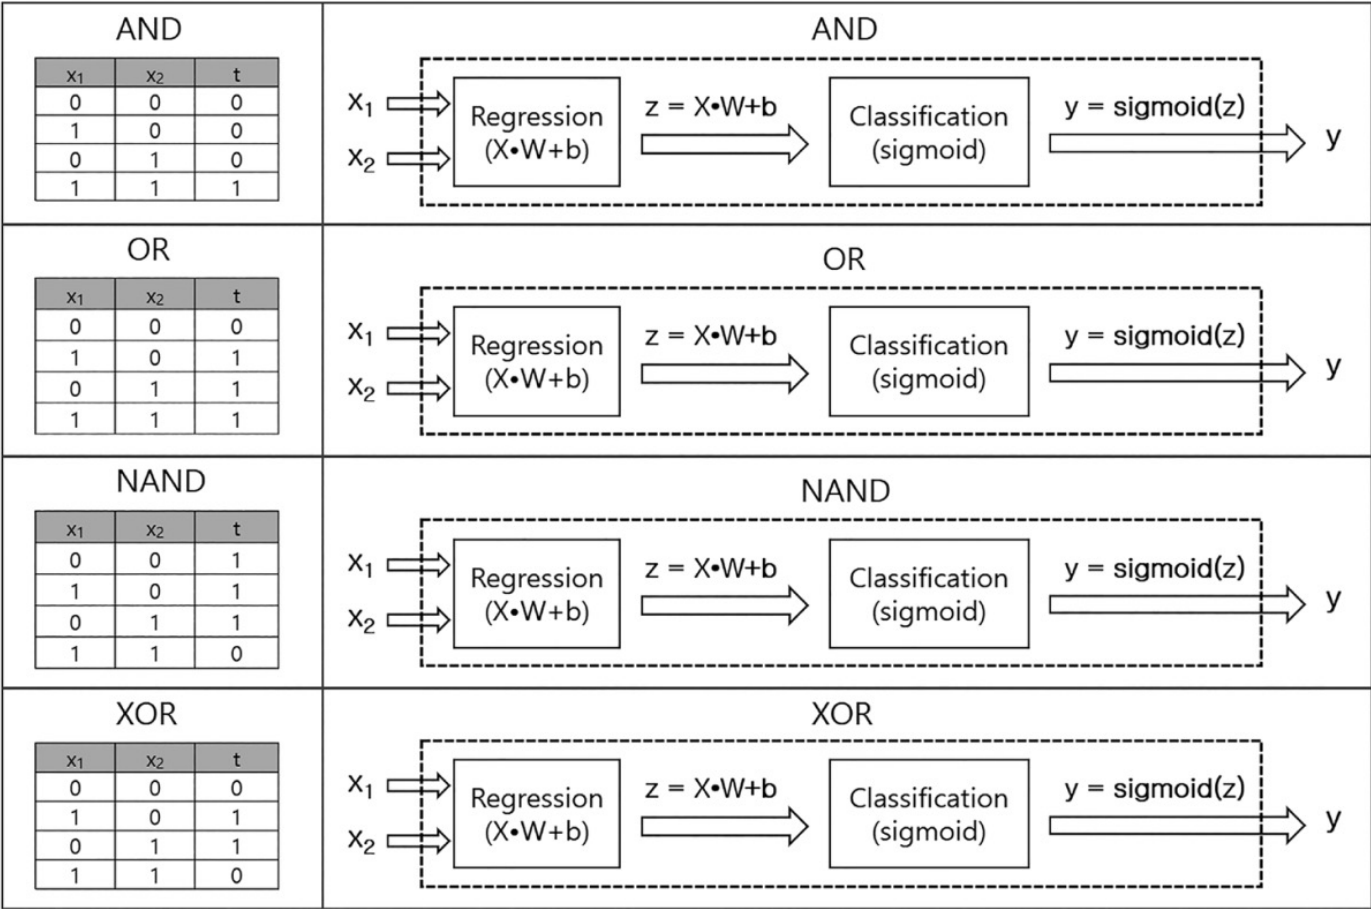 AND
x₁ x₂ t
0 0 0
1 0 0
0 1 0
1 1 1
AND
x₁
x₂
Regression
(X•W+b)
z = X•W+b
Classification
(sigmoid)
y = sigmoid(z)
y
OR
x₁ x₂ t
0 0 0
1 0 1
0 1 1
1 1 1
OR
x₁
x₂
Regression
(X•W+b)
z = X•W+b
Classification
(sigmoid)
y = sigmoid(z)
y
NAND
x₁ x₂ t
0 0 1
1 0 1
0 1 1
1 1 0
NAND
x₁
x₂
Regression
(X•W+b)
z = X•W+b
Classification
(sigmoid)
y = sigmoid(z)
y
XOR
x₁ x₂ t
0 0 0
1 0 1
0 1 1
1 1 0
XOR
x₁
x₂
Regression
(X•W+b)
z = X•W+b
Classification
(sigmoid)
y = sigmoid(z)
y